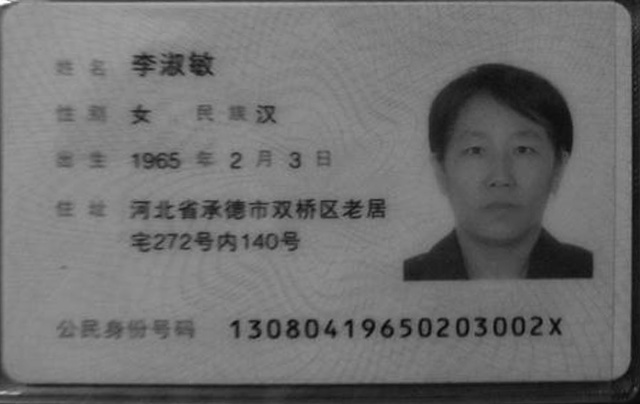 姓名 李淑敏
性别 女 民族 汉
出生 1965 年 2 月 3 日
住址 河北省承德市双桥区老居
宅272号内140号
公民身份号码 13080419650203002X